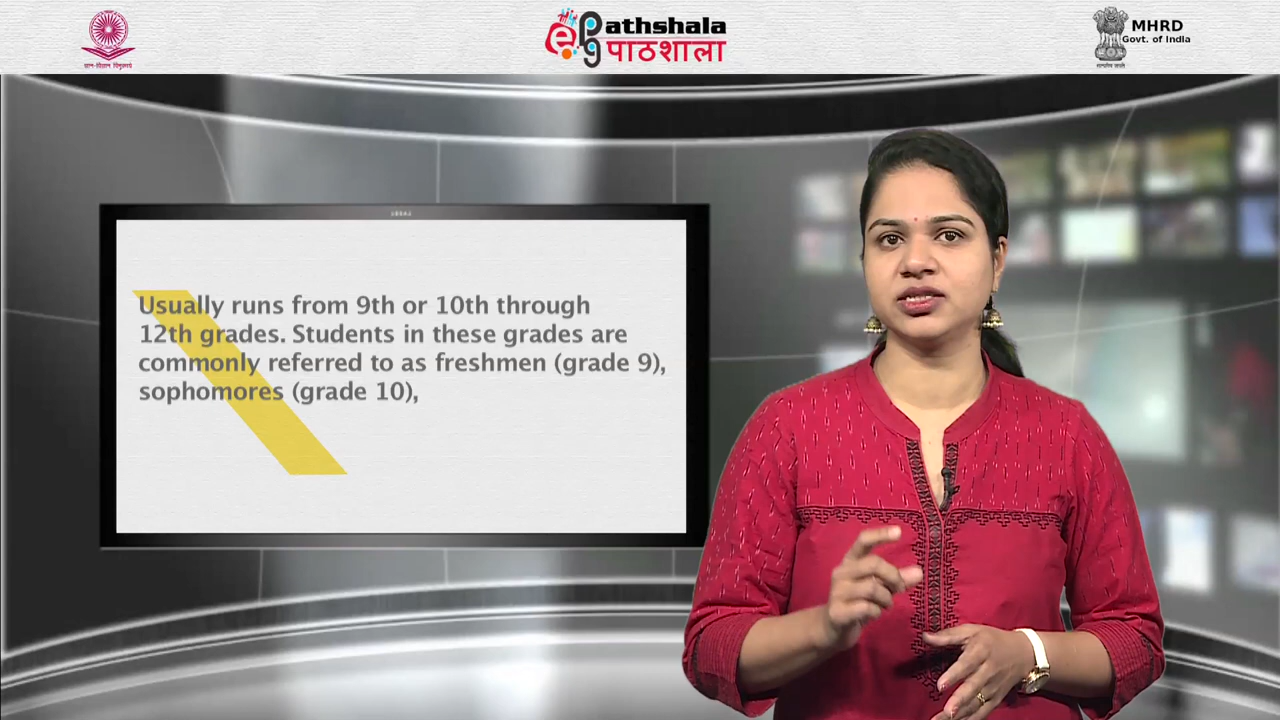 ePG Pathshala
पाठशाला
MHRD
Govt. of India
Usually runs from 9th or 10th through
12th grades. Students in these grades are
commonly referred to as freshmen (grade 9),
sophomores (grade 10),